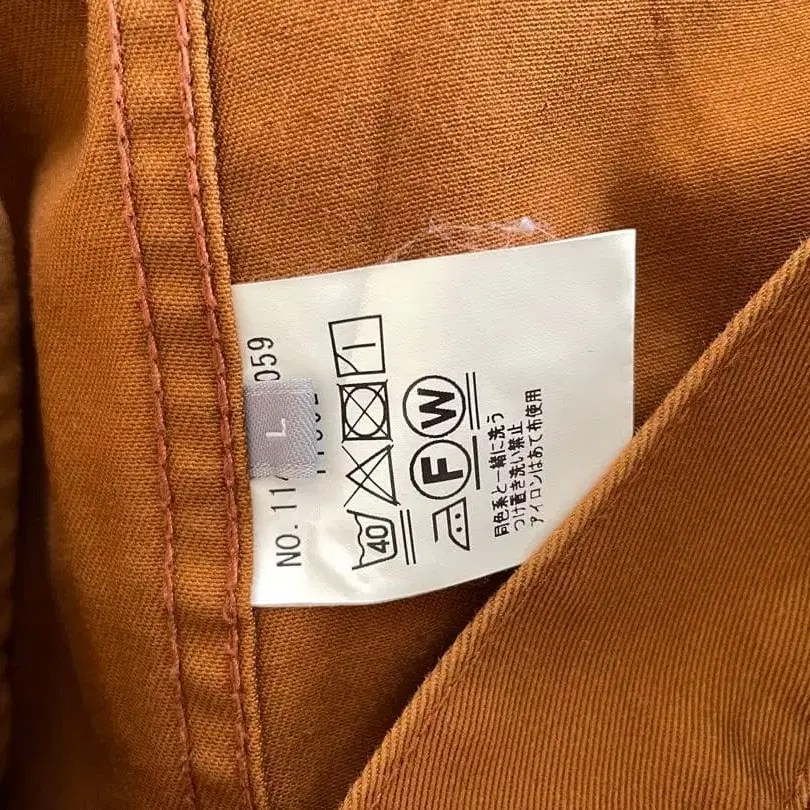 NO.11
059
L
40
F
W
同色系と一緒に洗う
つけ置き洗い禁止
アイロンはあて布使用